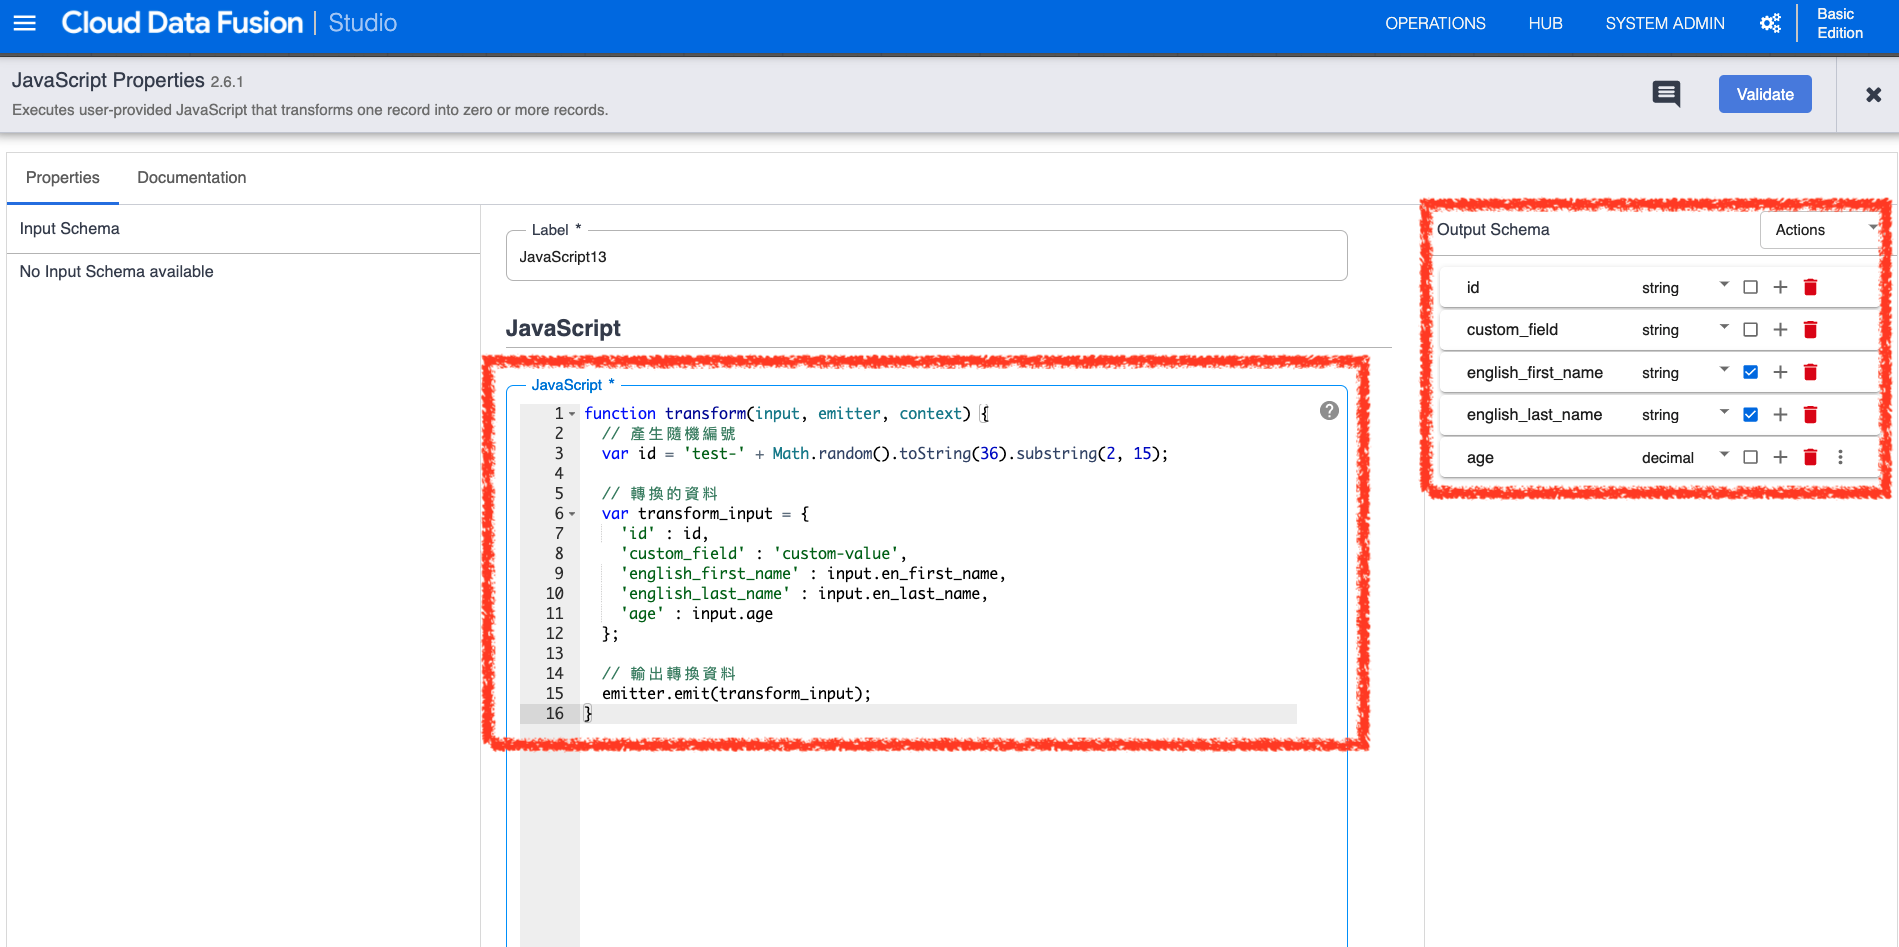 Cloud Data Fusion | Studio
OPERATIONS HUB SYSTEM ADMIN Basic Edition
JavaScript Properties 2.6.1
Executes user-provided JavaScript that transforms one record into zero or more records.
Validate
Properties Documentation
Input Schema
No Input Schema available
Label *
JavaScript13
JavaScript
JavaScript *
1 function transform(input, emitter, context) {
2   // 產生隨機編號
3   var id = 'test-' + Math.random().toString(36).substring(2, 15);
4
5   // 轉換的資料
6   var transform_input = {
7     'id' : id,
8     'custom_field' : 'custom-value',
9     'english_first_name' : input.en_first_name,
10     'english_last_name' : input.en_last_name,
11     'age' : input.age
12   };
13
14   // 輸出轉換資料
15   emitter.emit(transform_input);
16 }
Output Schema Actions
id string
custom_field string
english_first_name string
english_last_name string
age decimal